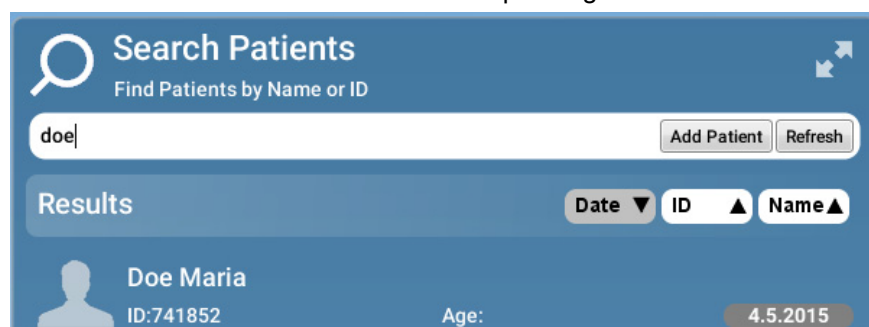 Search Patients
Find Patients by Name or ID
doe Add Patient Refresh
Results Date ▼ ID ▲ Name▲
Doe Maria
ID:741852 Age: 4.5.2015